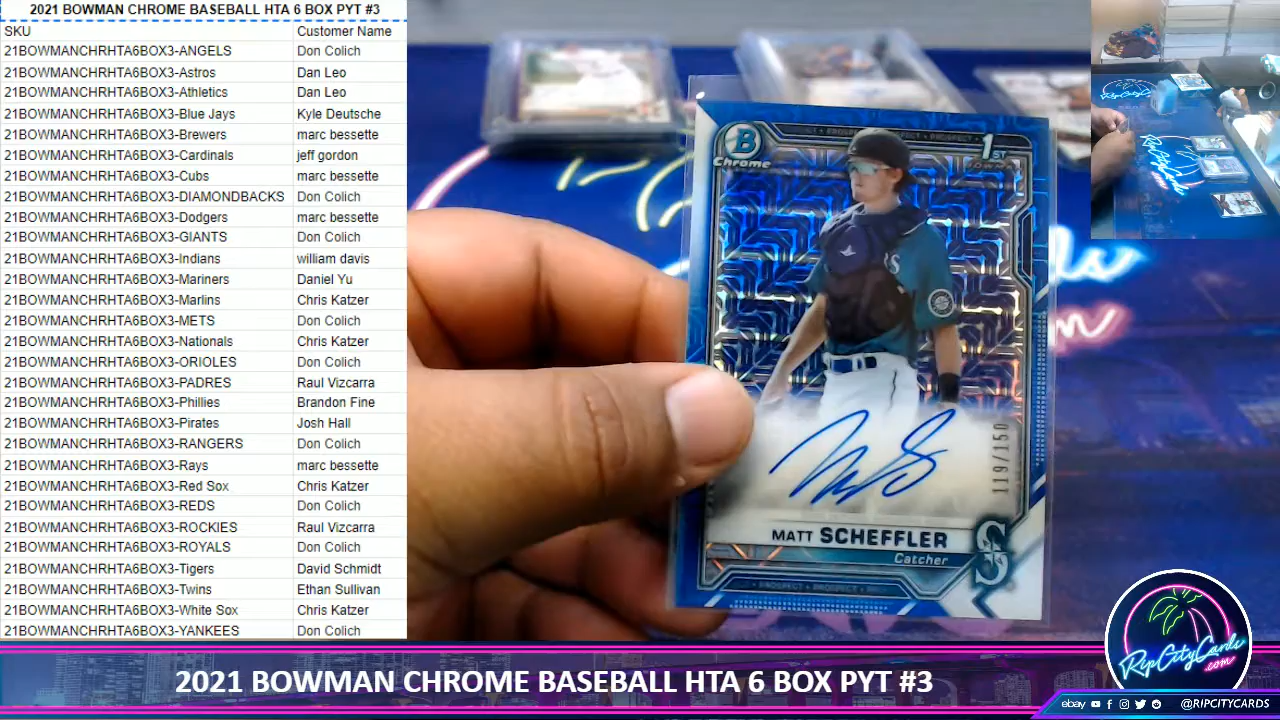 2021 BOWMAN CHROME BASEBALL HTA 6 BOX PYT #3
SKU Customer Name
21BOWMANCHRHTA6BOX3-ANGELS Don Colich
21BOWMANCHRHTA6BOX3-Astros Dan Leo
21BOWMANCHRHTA6BOX3-Athletics Dan Leo
21BOWMANCHRHTA6BOX3-Blue Jays Kyle Deutsche
21BOWMANCHRHTA6BOX3-Brewers marc bessette
21BOWMANCHRHTA6BOX3-Cardinals jeff gordon
21BOWMANCHRHTA6BOX3-Cubs marc bessette
21BOWMANCHRHTA6BOX3-DIAMONDBACKS Don Colich
21BOWMANCHRHTA6BOX3-Dodgers marc bessette
21BOWMANCHRHTA6BOX3-GIANTS Don Colich
21BOWMANCHRHTA6BOX3-Indians william davis
21BOWMANCHRHTA6BOX3-Mariners Daniel Yu
21BOWMANCHRHTA6BOX3-Marlins Chris Katzer
21BOWMANCHRHTA6BOX3-METS Don Colich
21BOWMANCHRHTA6BOX3-Nationals Chris Katzer
21BOWMANCHRHTA6BOX3-ORIOLES Don Colich
21BOWMANCHRHTA6BOX3-PADRES Raul Vizcarra
21BOWMANCHRHTA6BOX3-Phillies Brandon Fine
21BOWMANCHRHTA6BOX3-Pirates Josh Hall
21BOWMANCHRHTA6BOX3-RANGERS Don Colich
21BOWMANCHRHTA6BOX3-Rays marc bessette
21BOWMANCHRHTA6BOX3-Red Sox Chris Katzer
21BOWMANCHRHTA6BOX3-REDS Don Colich
21BOWMANCHRHTA6BOX3-ROCKIES Raul Vizcarra
21BOWMANCHRHTA6BOX3-ROYALS Don Colich
21BOWMANCHRHTA6BOX3-Tigers David Schmidt
21BOWMANCHRHTA6BOX3-Twins Ethan Sullivan
21BOWMANCHRHTA6BOX3-White Sox Chris Katzer
21BOWMANCHRHTA6BOX3-YANKEES Don Colich
B
Chrome
PROSPECT
1ST
BOWMAN
119/150
MATT SCHEFFLER
Catcher
S
PROSPECT PROSPECT
2021 BOWMAN CHROME BASEBALL HTA 6 BOX PYT #3
RipCityCards
.com
ebay @RIPCITYCARDS